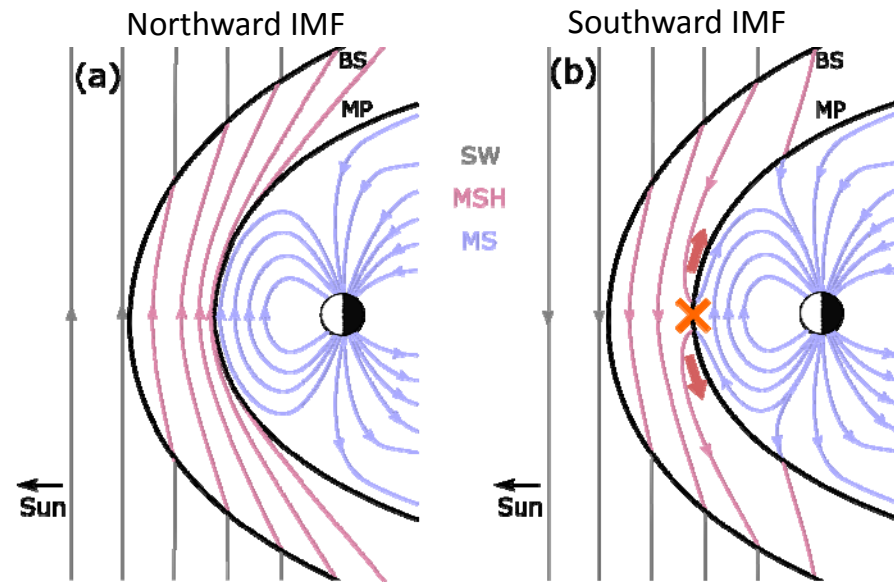 Northward IMF
Southward IMF
(a)
BS
MP
SW
MSH
MS
Sun
(b)
BS
MP
Sun